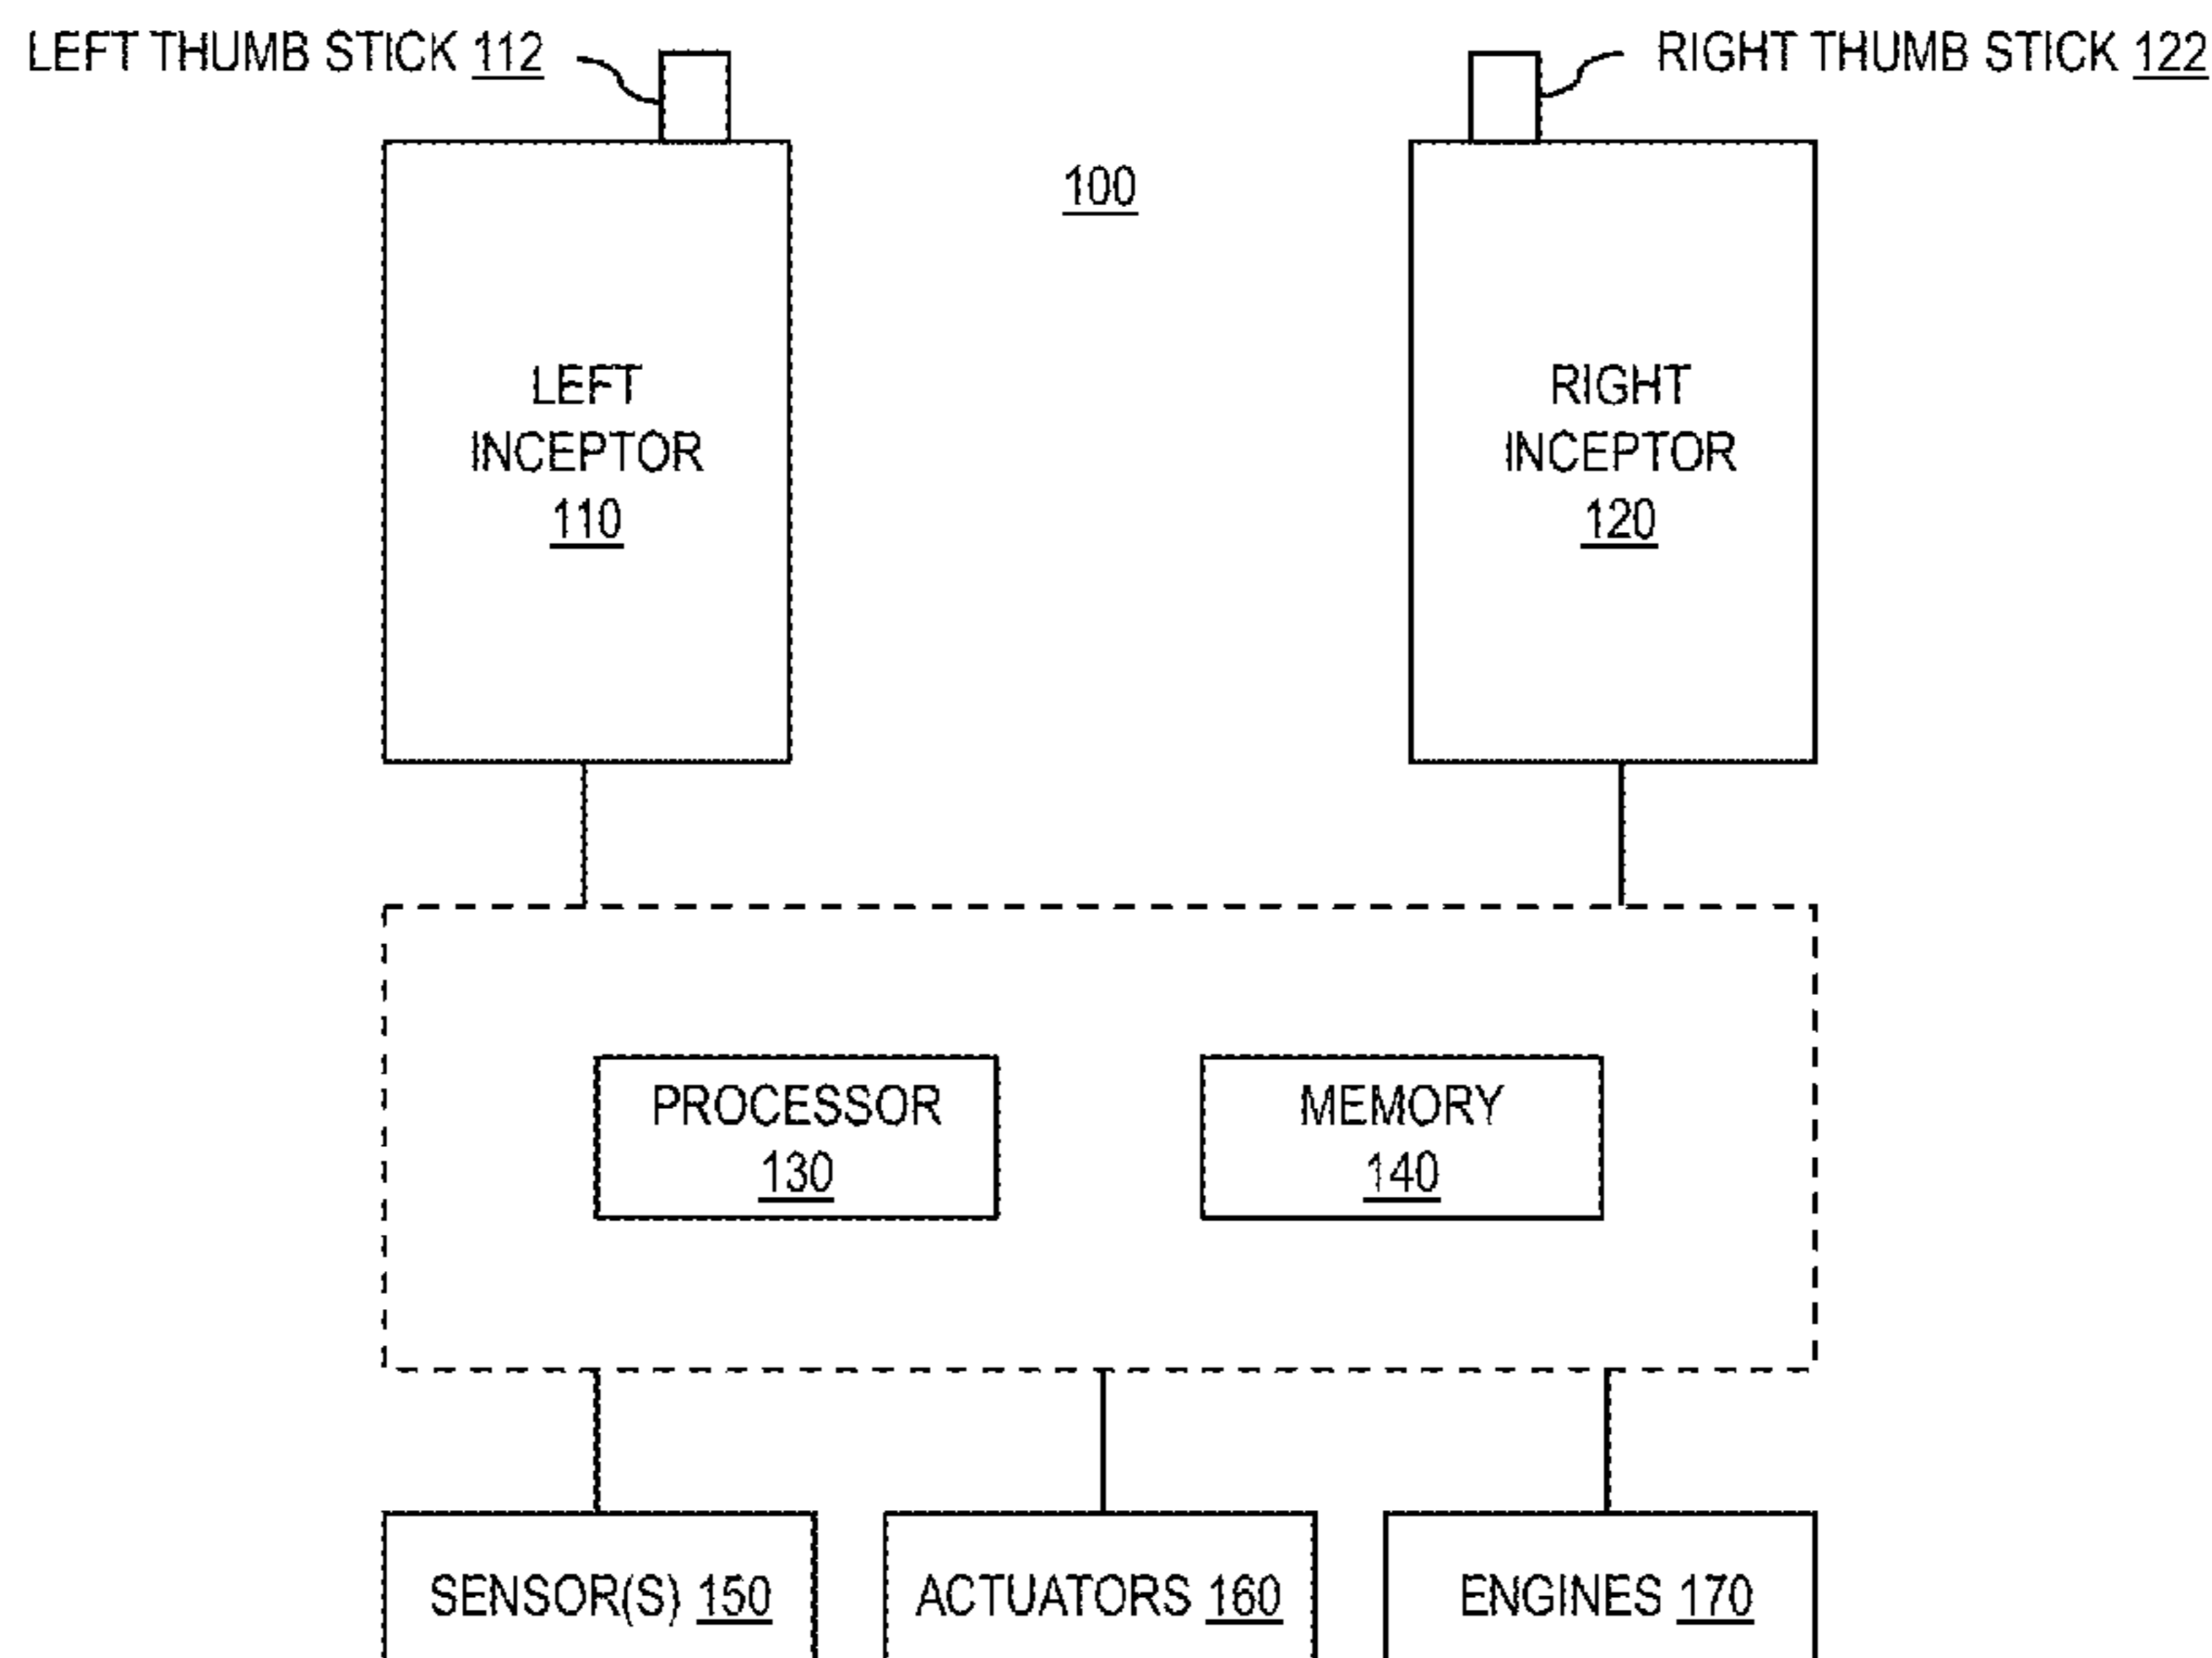 LEFT THUMB STICK 112
RIGHT THUMB STICK 122
100
LEFT
INCEPTOR
110
RIGHT
INCEPTOR
120
PROCESSOR
130
MEMORY
140
SENSOR(S) 150
ACTUATORS 160
ENGINES 170